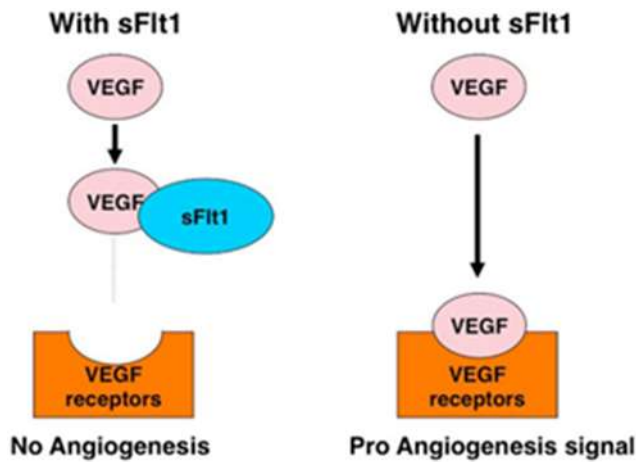 With sFlt1
VEGF
VEGF
sFlt1
VEGF
receptors
No Angiogenesis
Without sFlt1
VEGF
VEGF
VEGF
receptors
Pro Angiogenesis signal